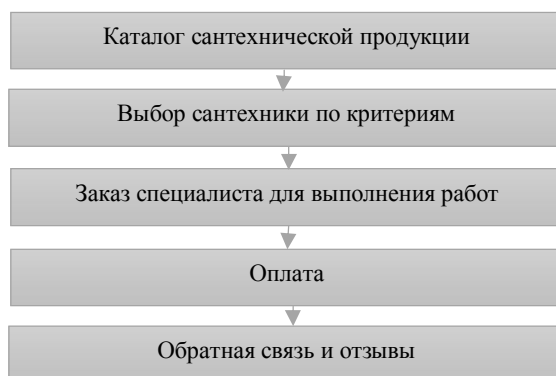 Каталог сантехнической продукции
Выбор сантехники по критериям
Заказ специалиста для выполнения работ
Оплата
Обратная связь и отзывы